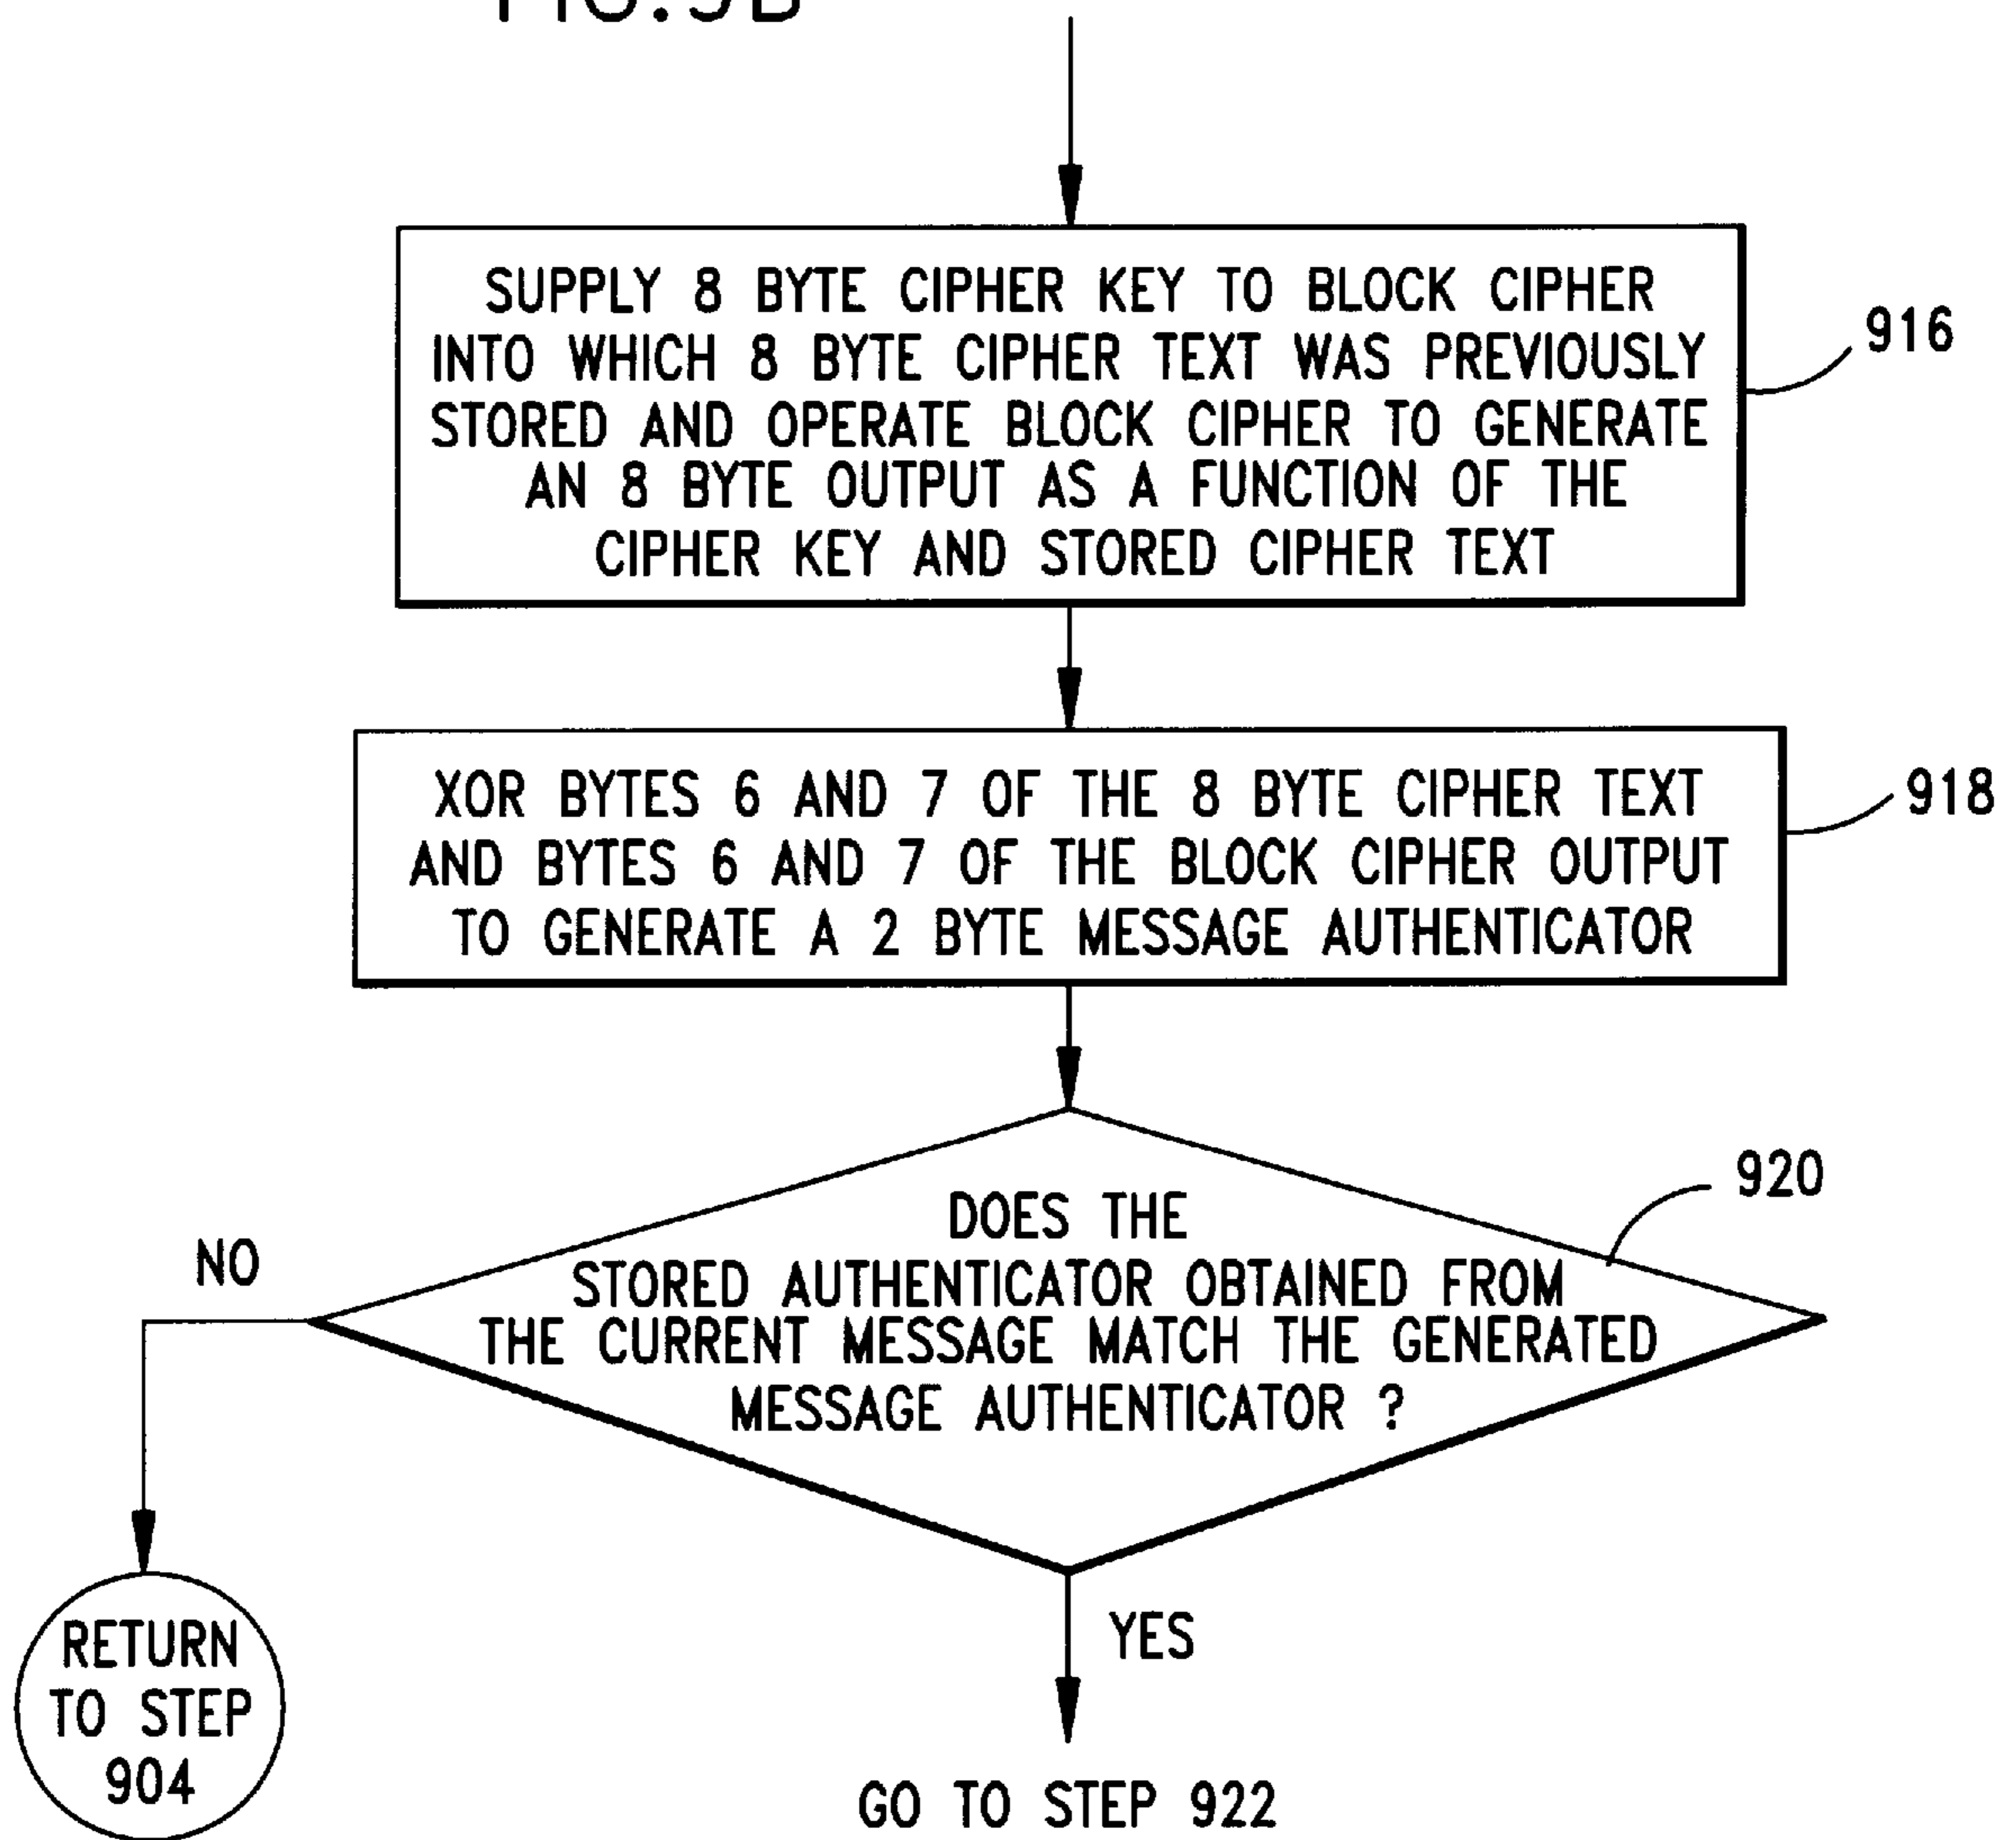 SUPPLY 8 BYTE CIPHER KEY TO BLOCK CIPHER
INTO WHICH 8 BYTE CIPHER TEXT WAS PREVIOUSLY
STORED AND OPERATE BLOCK CIPHER TO GENERATE
AN 8 BYTE OUTPUT AS A FUNCTION OF THE
CIPHER KEY AND STORED CIPHER TEXT
916
XOR BYTES 6 AND 7 OF THE 8 BYTE CIPHER TEXT
AND BYTES 6 AND 7 OF THE BLOCK CIPHER OUTPUT
TO GENERATE A 2 BYTE MESSAGE AUTHENTICATOR
918
920
DOES THE
STORED AUTHENTICATOR OBTAINED FROM
THE CURRENT MESSAGE MATCH THE GENERATED
MESSAGE AUTHENTICATOR ?
NO
RETURN
TO STEP
904
YES
GO TO STEP 922